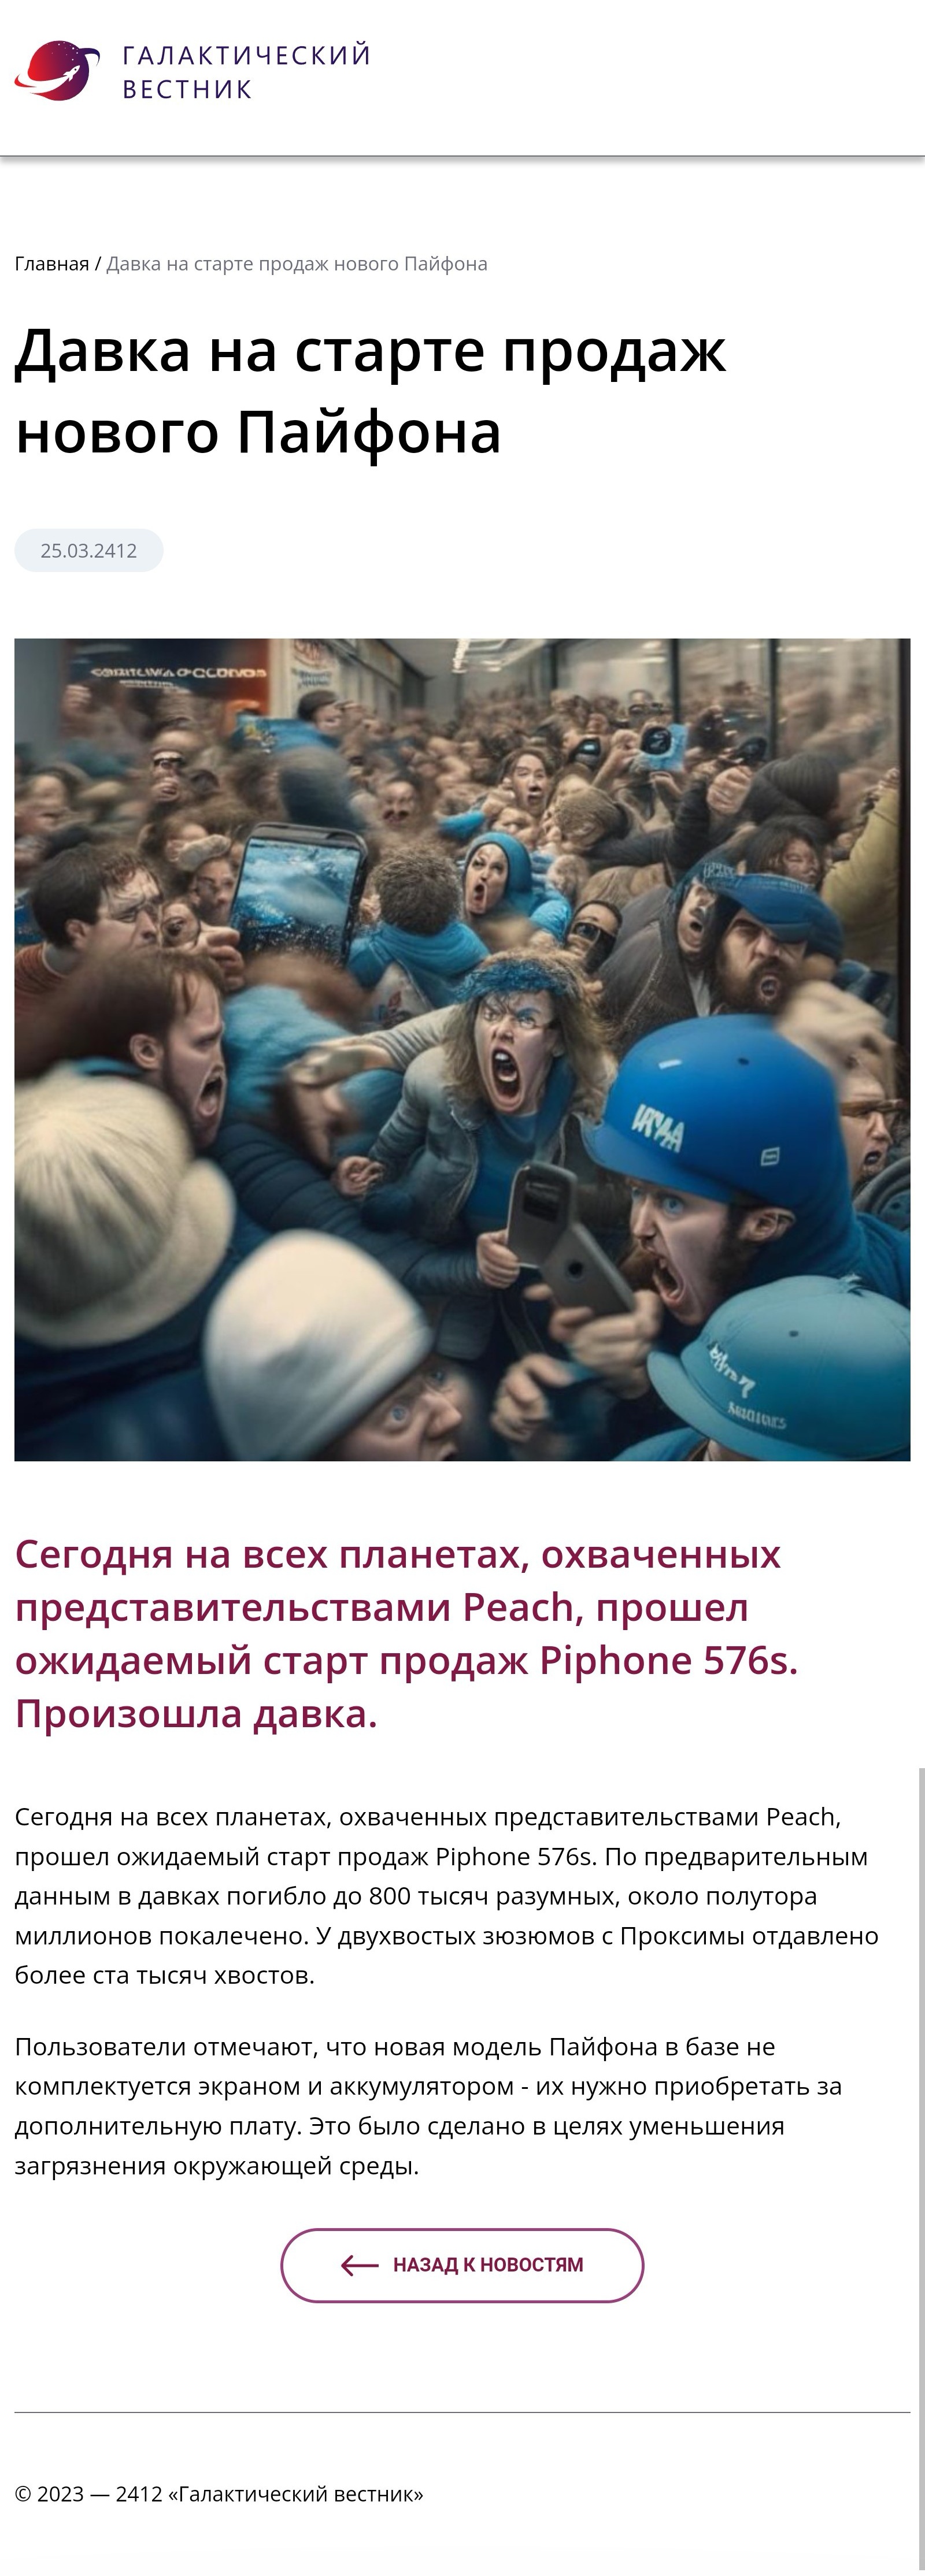 ГАЛАКТИЧЕСКИЙ
ВЕСТНИК
Главная / Давка на старте продаж нового Пайфона
Давка на старте продаж
нового Пайфона
25.03.2412
Сегодня на всех планетах, охваченных
представительствами Peach, прошел
ожидаемый старт продаж Piphone 576s.
Произошла давка.
Сегодня на всех планетах, охваченных представительствами Peach,
прошел ожидаемый старт продаж Piphone 576s. По предварительным
данным в давках погибло до 800 тысяч разумных, около полутора
миллионов покалечено. У двухвостых зюзюмов с Проксимы отдавлено
более ста тысяч хвостов.
Пользователи отмечают, что новая модель Пайфона в базе не
комплектуется экраном и аккумулятором - их нужно приобретать за
дополнительную плату. Это было сделано в целях уменьшения
загрязнения окружающей среды.
НАЗАД К НОВОСТЯМ
© 2023 — 2412 «Галактический вестник»